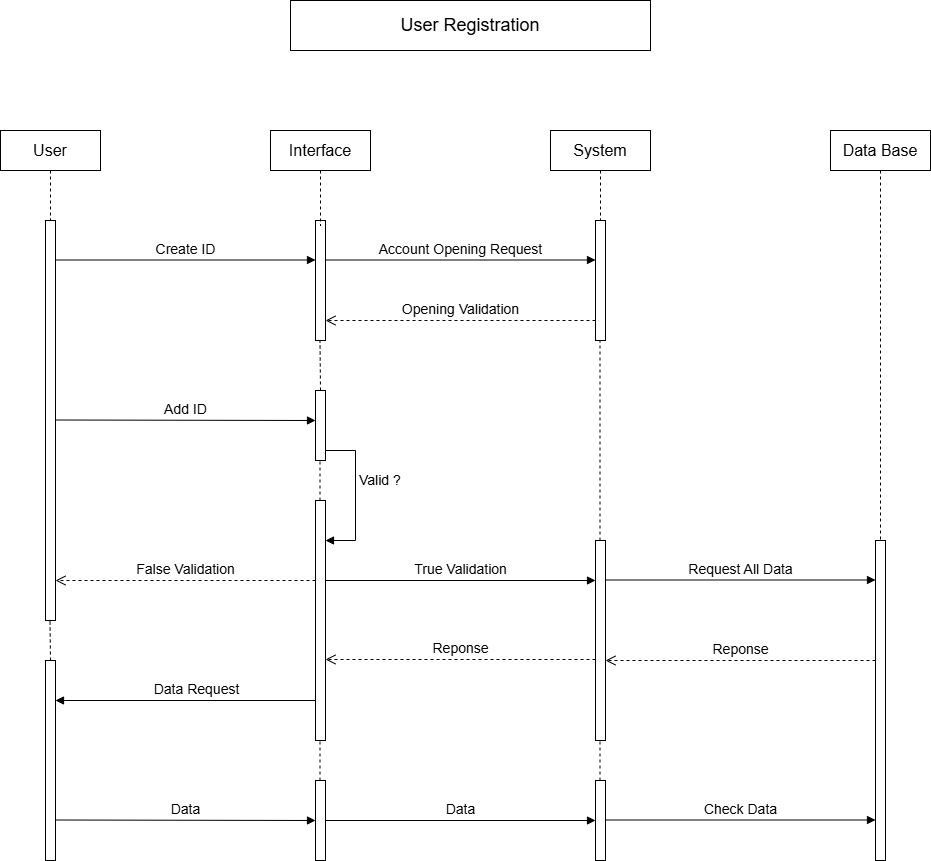 User Registration
User
Interface
System
Data Base
Create ID
Account Opening Request
Opening Validation
Add ID
Valid ?
False Validation
True Validation
Request All Data
Reponse
Reponse
Data Request
Data
Data
Check Data